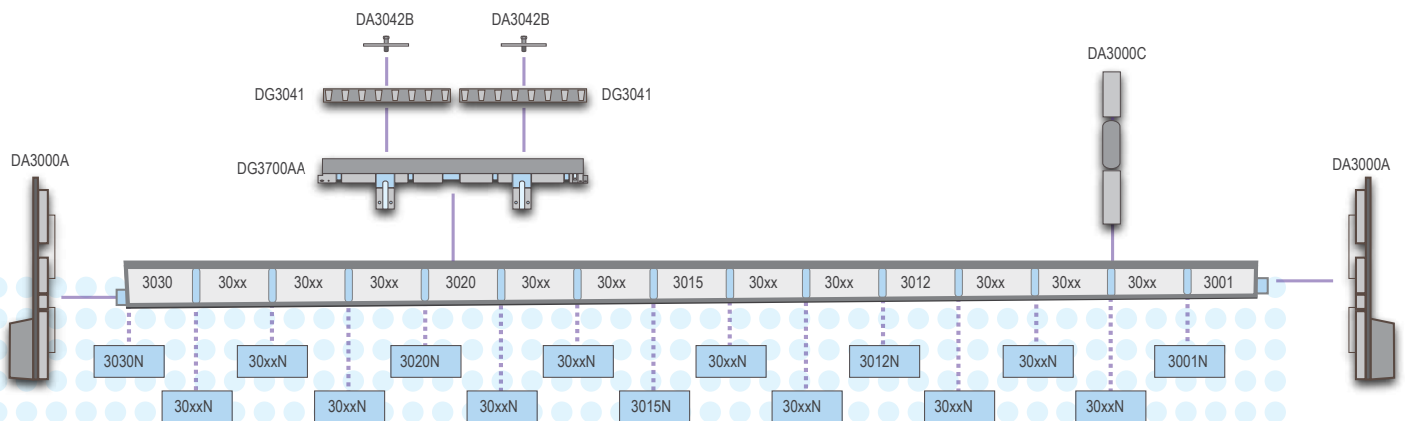 DA3042B DA3042B
DA3000C
DG3041 DG3041
DA3000A DG3700AA DA3000A
3030 30xx 30xx 30xx 3020 30xx 30xx 3015 30xx 30xx 3012 30xx 30xx 30xx 3001
3030N 30xxN 3020N 30xxN 30xxN 3012N 30xxN 3001N
30xxN 30xxN 30xxN 3015N 30xxN 30xxN 30xxN